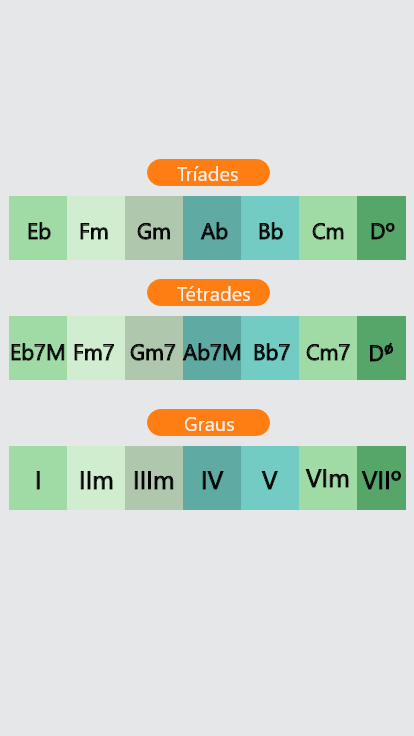 Tríades
Eb Fm Gm Ab Bb Cm Dº
Tétrades
Eb7M Fm7 Gm7 Ab7M Bb7 Cm7 Dø
Graus
I IIm IIIm IV V VIm VIIº